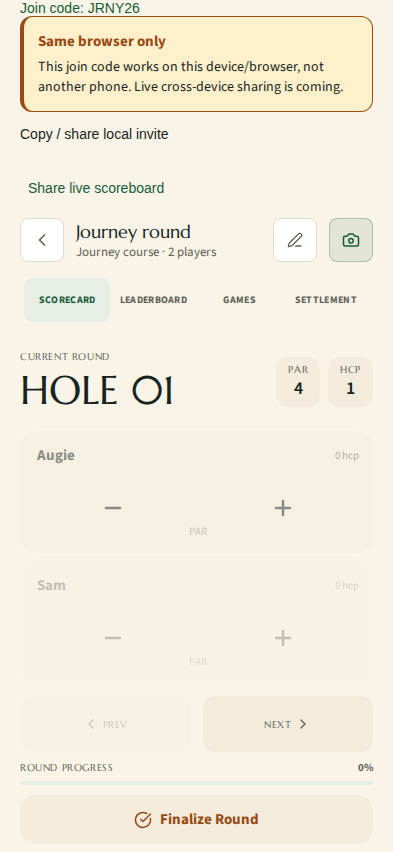 Join code: JRNY26
Same browser only
This join code works on this device/browser, not
another phone. Live cross-device sharing is coming.
Copy / share local invite
Share live scoreboard
Journey round
Journey course · 2 players
SCORECARD LEADERBOARD GAMES SETTLEMENT
CURRENT ROUND
HOLE 01
PAR
4
HCP
1
Augie 0 hcp
PAR
Sam 0 hcp
PAR
PREV NEXT
ROUND PROGRESS 0%
Finalize Round